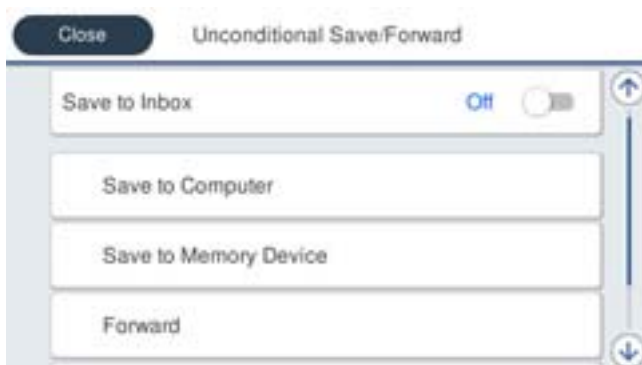 Close
Unconditional Save/Forward
Save to Inbox
Off
Save to Computer
Save to Memory Device
Forward